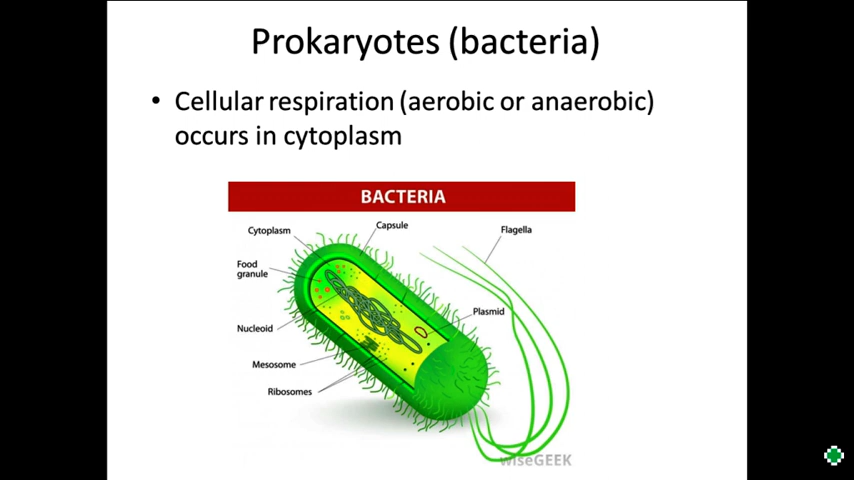 Prokaryotes (bacteria)
• Cellular respiration (aerobic or anaerobic)
occurs in cytoplasm
BACTERIA
Cytoplasm
Capsule
Flagella
Food
granule
Plasmid
Nucleoid
Mesosome
Ribosomes
wiseGEEK